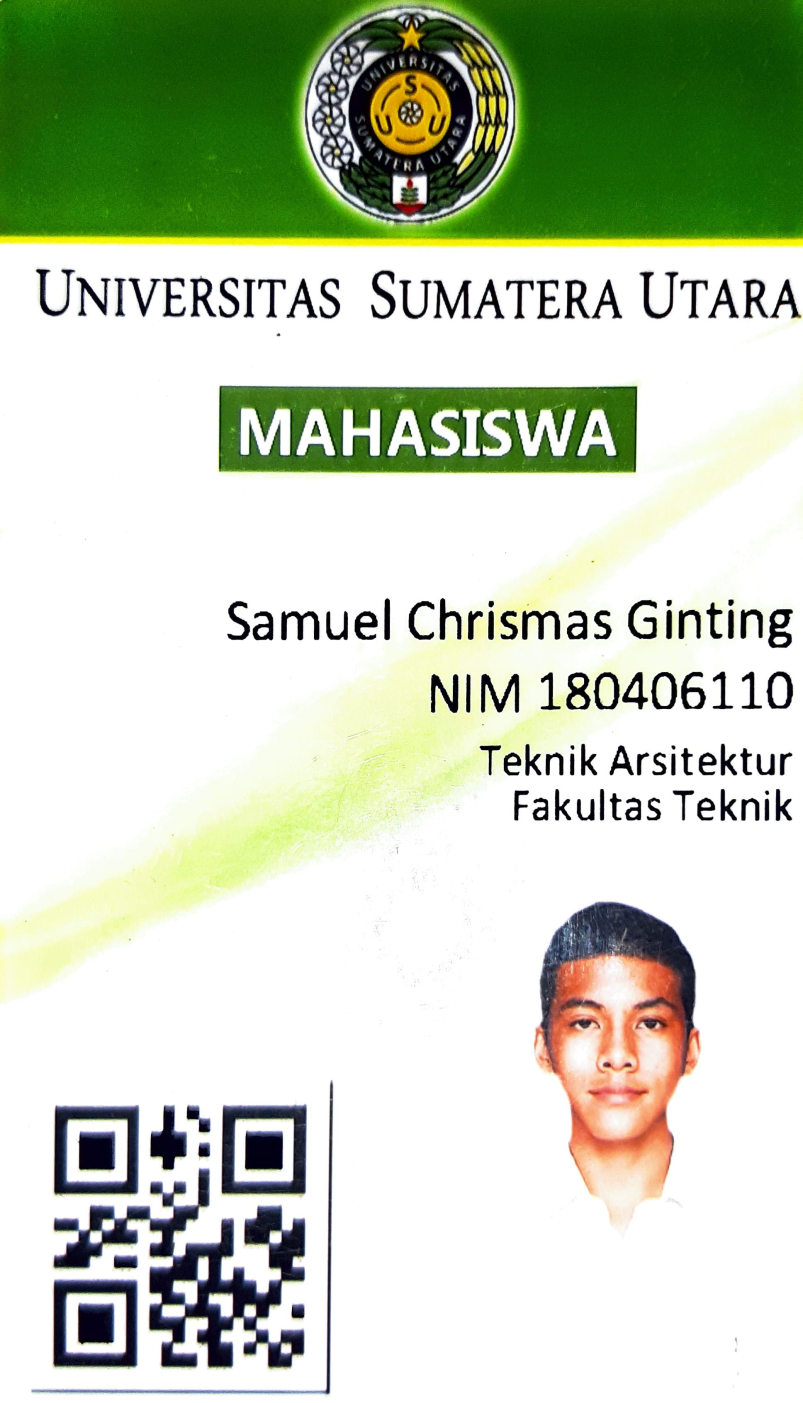 UNIVERSITAS
S
U U
SUMATERA UTARA
UNIVERSITAS SUMATERA UTARA
MAHASISWA
Samuel Chrismas Ginting
NIM 180406110
Teknik Arsitektur
Fakultas Teknik